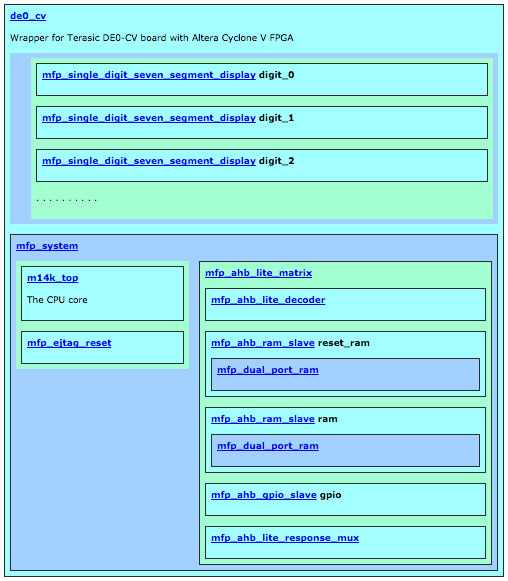 de0_cv
Wrapper for Terasic DE0-CV board with Altera Cyclone V FPGA
mfp_single_digit_seven_segment_display digit_0
mfp_single_digit_seven_segment_display digit_1
mfp_single_digit_seven_segment_display digit_2
. . . . . . . . . .
mfp_system
m14k_top
The CPU core
mfp_ejtag_reset
mfp_ahb_lite_matrix
mfp_ahb_lite_decoder
mfp_ahb_ram_slave reset_ram
mfp_dual_port_ram
mfp_ahb_ram_slave ram
mfp_dual_port_ram
mfp_ahb_gpio_slave gpio
mfp_ahb_lite_response_mux